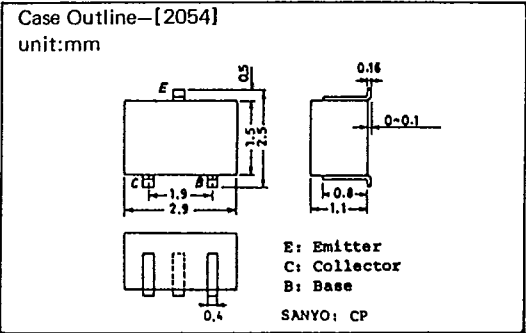 Case Outline—[2054]
unit:mm
E
0.5
0.16
1.5
2.5
0~0.1
C
B
1.9
2.9
0.8
1.1
0.4
E: Emitter
C: Collector
B: Base
SANYO: CP